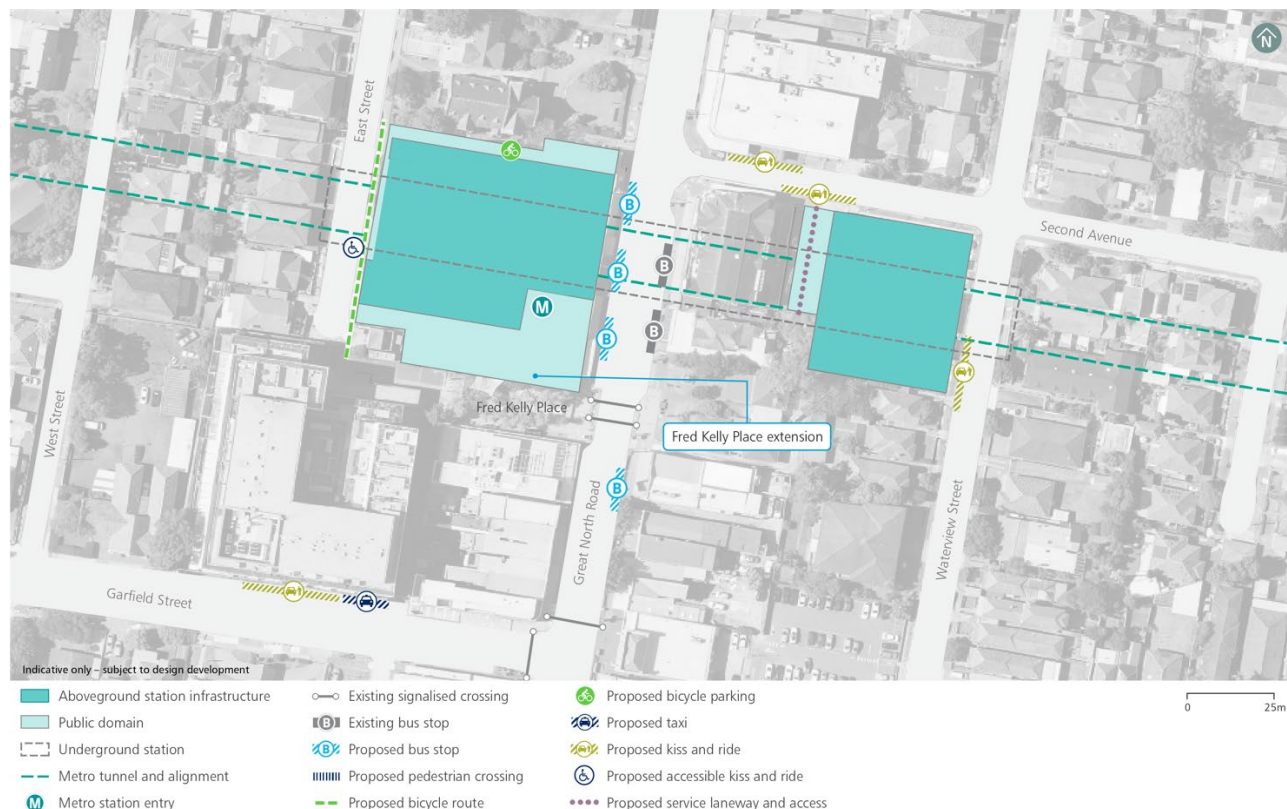 N
East Street
B
Second Avenue
B
B
M
B
B
West Street
Fred Kelly Place
Fred Kelly Place extension
B
Great North Road
Waterview Street
Garfield Street
Indicative only – subject to design development
Aboveground station infrastructure
Public domain
Underground station
Metro tunnel and alignment
M Metro station entry
Existing signalised crossing
B Existing bus stop
B Proposed bus stop
Proposed pedestrian crossing
Proposed bicycle route
Proposed bicycle parking
Proposed taxi
Proposed kiss and ride
Proposed accessible kiss and ride
Proposed service laneway and access
0 25m